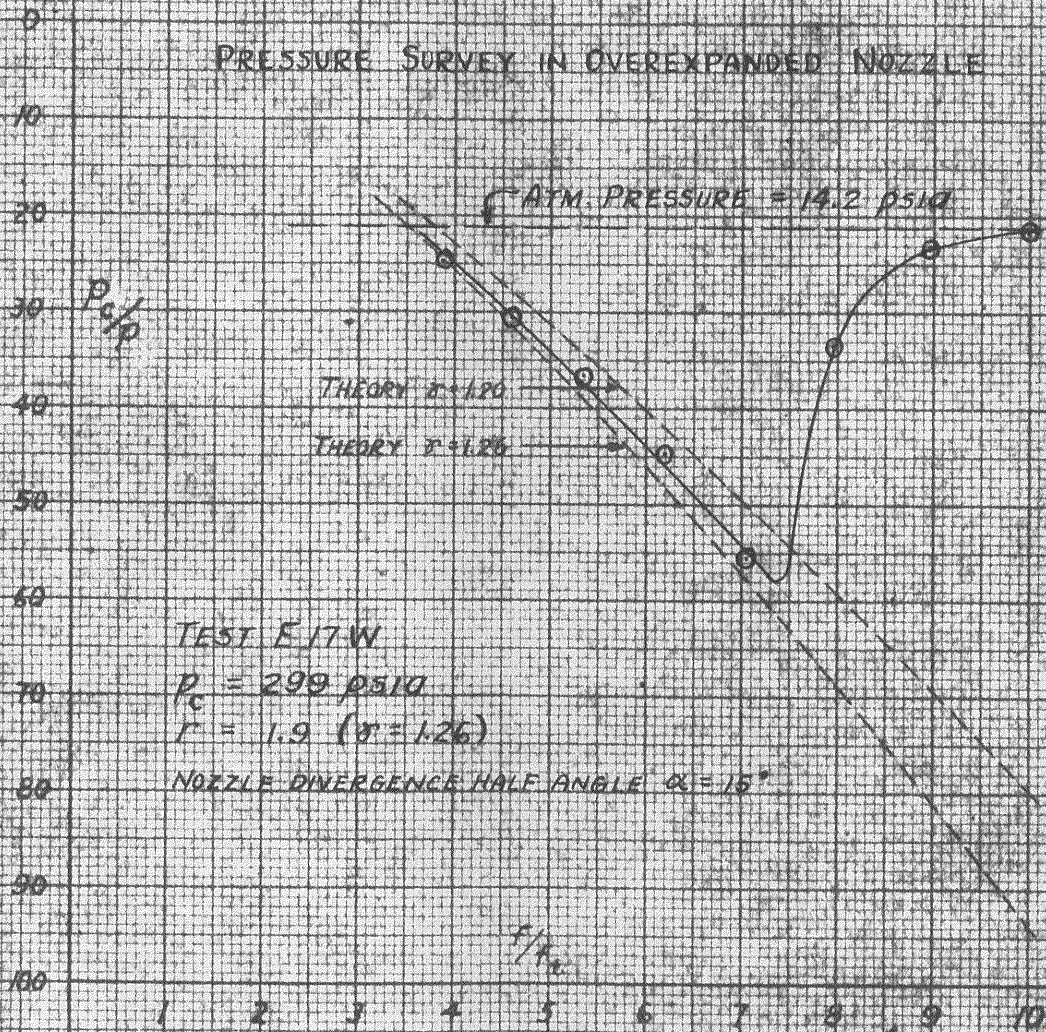 0
PRESSURE SURVEY IN OVEREXPANDED NOZZLE
10
ATM. PRESSURE = 14.2 psia
20
Pc/p
30
THEORY γ=1.20
40
THEORY γ=1.26
50
60
TEST E 17 W
Pc = 299 psia
r = 1.9 (γ=1.26)
70
NOZZLE DIVERGENCE HALF ANGLE α = 15°
80
90
f/ft
100
1 2 3 4 5 6 7 8 9 10